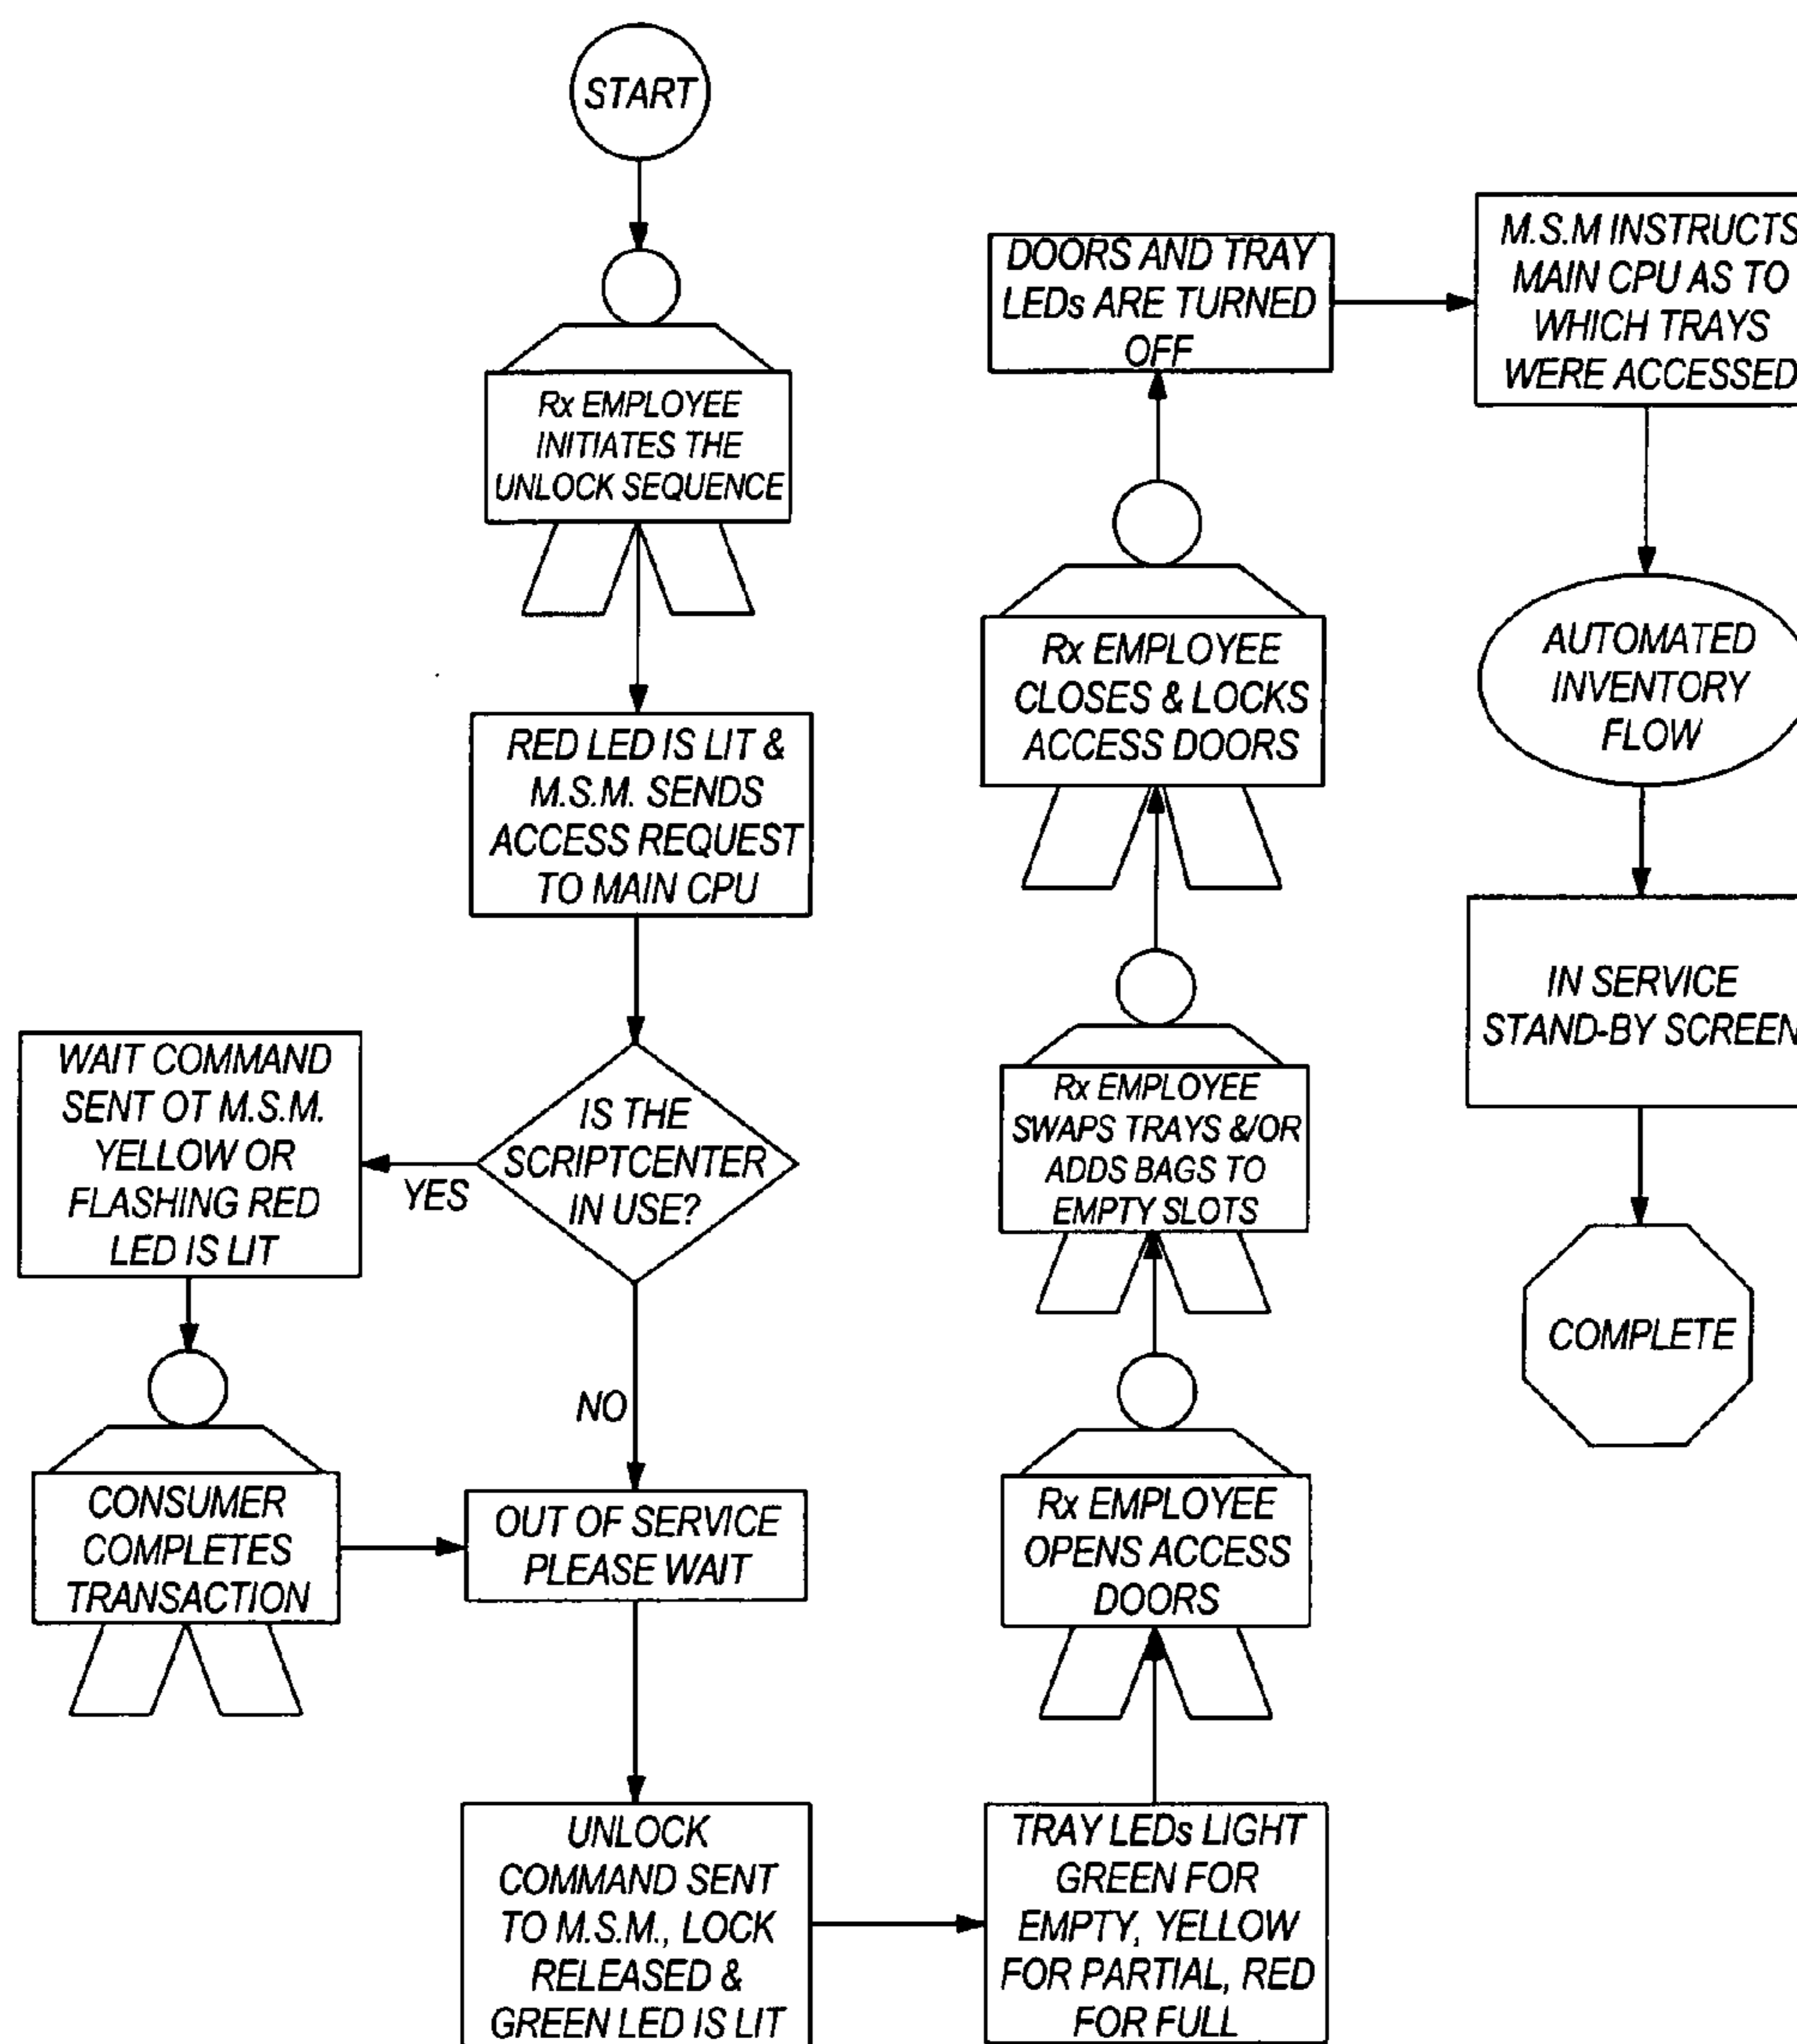 START
Rx EMPLOYEE
INITIATES THE
UNLOCK SEQUENCE
RED LED IS LIT &
M.S.M. SENDS
ACCESS REQUEST
TO MAIN CPU
IS THE
SCRIPTCENTER
IN USE?
YES
WAIT COMMAND
SENT OT M.S.M.
YELLOW OR
FLASHING RED
LED IS LIT
CONSUMER
COMPLETES
TRANSACTION
NO
OUT OF SERVICE
PLEASE WAIT
UNLOCK
COMMAND SENT
TO M.S.M., LOCK
RELEASED &
GREEN LED IS LIT
TRAY LEDs LIGHT
GREEN FOR
EMPTY, YELLOW
FOR PARTIAL, RED
FOR FULL
Rx EMPLOYEE
OPENS ACCESS
DOORS
Rx EMPLOYEE
SWAPS TRAYS &/OR
ADDS BAGS TO
EMPTY SLOTS
Rx EMPLOYEE
CLOSES & LOCKS
ACCESS DOORS
DOORS AND TRAY
LEDs ARE TURNED
OFF
M.S.M INSTRUCTS
MAIN CPU AS TO
WHICH TRAYS
WERE ACCESSED
AUTOMATED
INVENTORY
FLOW
IN SERVICE
STAND-BY SCREEN
COMPLETE